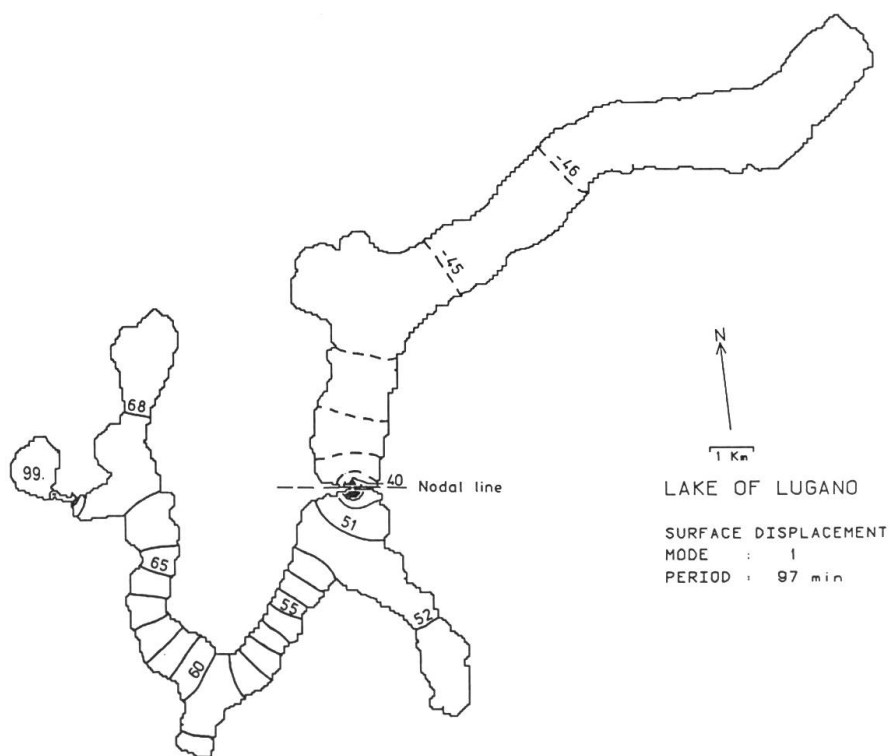 -46
-45
N
68
1 Km
99.
40
Nodal line
LAKE OF LUGANO
51
SURFACE DISPLACEMENT
MODE : 1
PERIOD : 97 min
65
55
52
60